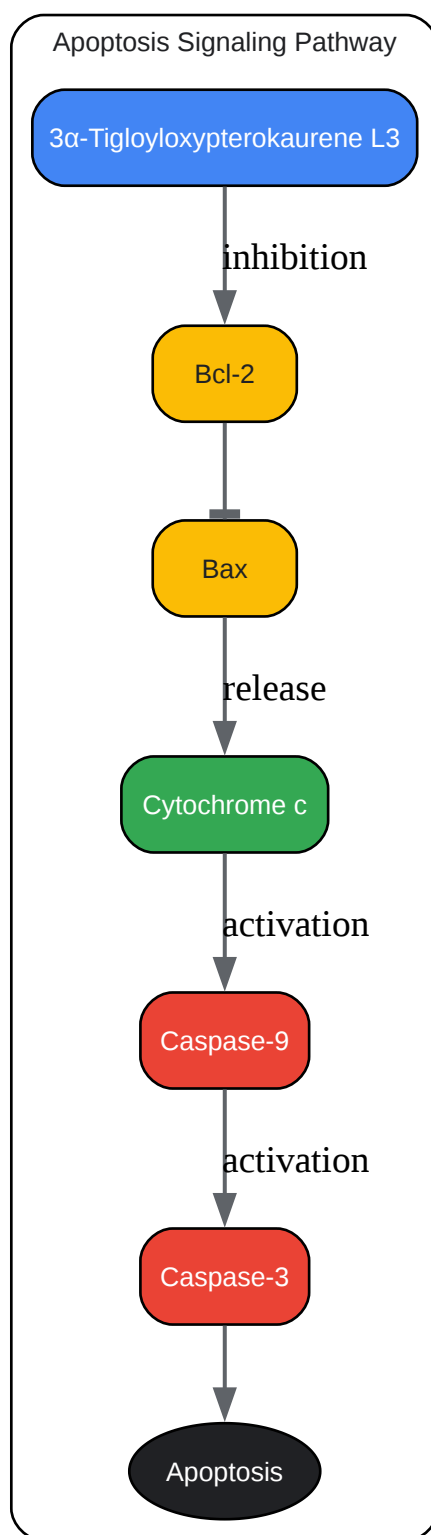 Apoptosis Signaling Pathway
3α-Tigloyloxypterokaurene L3
inhibition
Bcl-2
Bax
release
Cytochrome c
activation
Caspase-9
activation
Caspase-3
Apoptosis